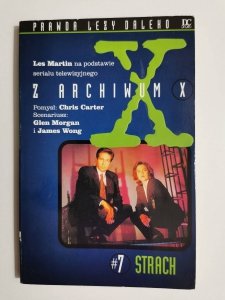 PRAWDA LEŻY DALEKO
Les Martin na podstawie
serialu telewizyjnego
Z ARCHIWUM X
X
Pomysł: Chris Carter
Scenariusz:
Glen Morgan
i James Wong
#7 STRACH